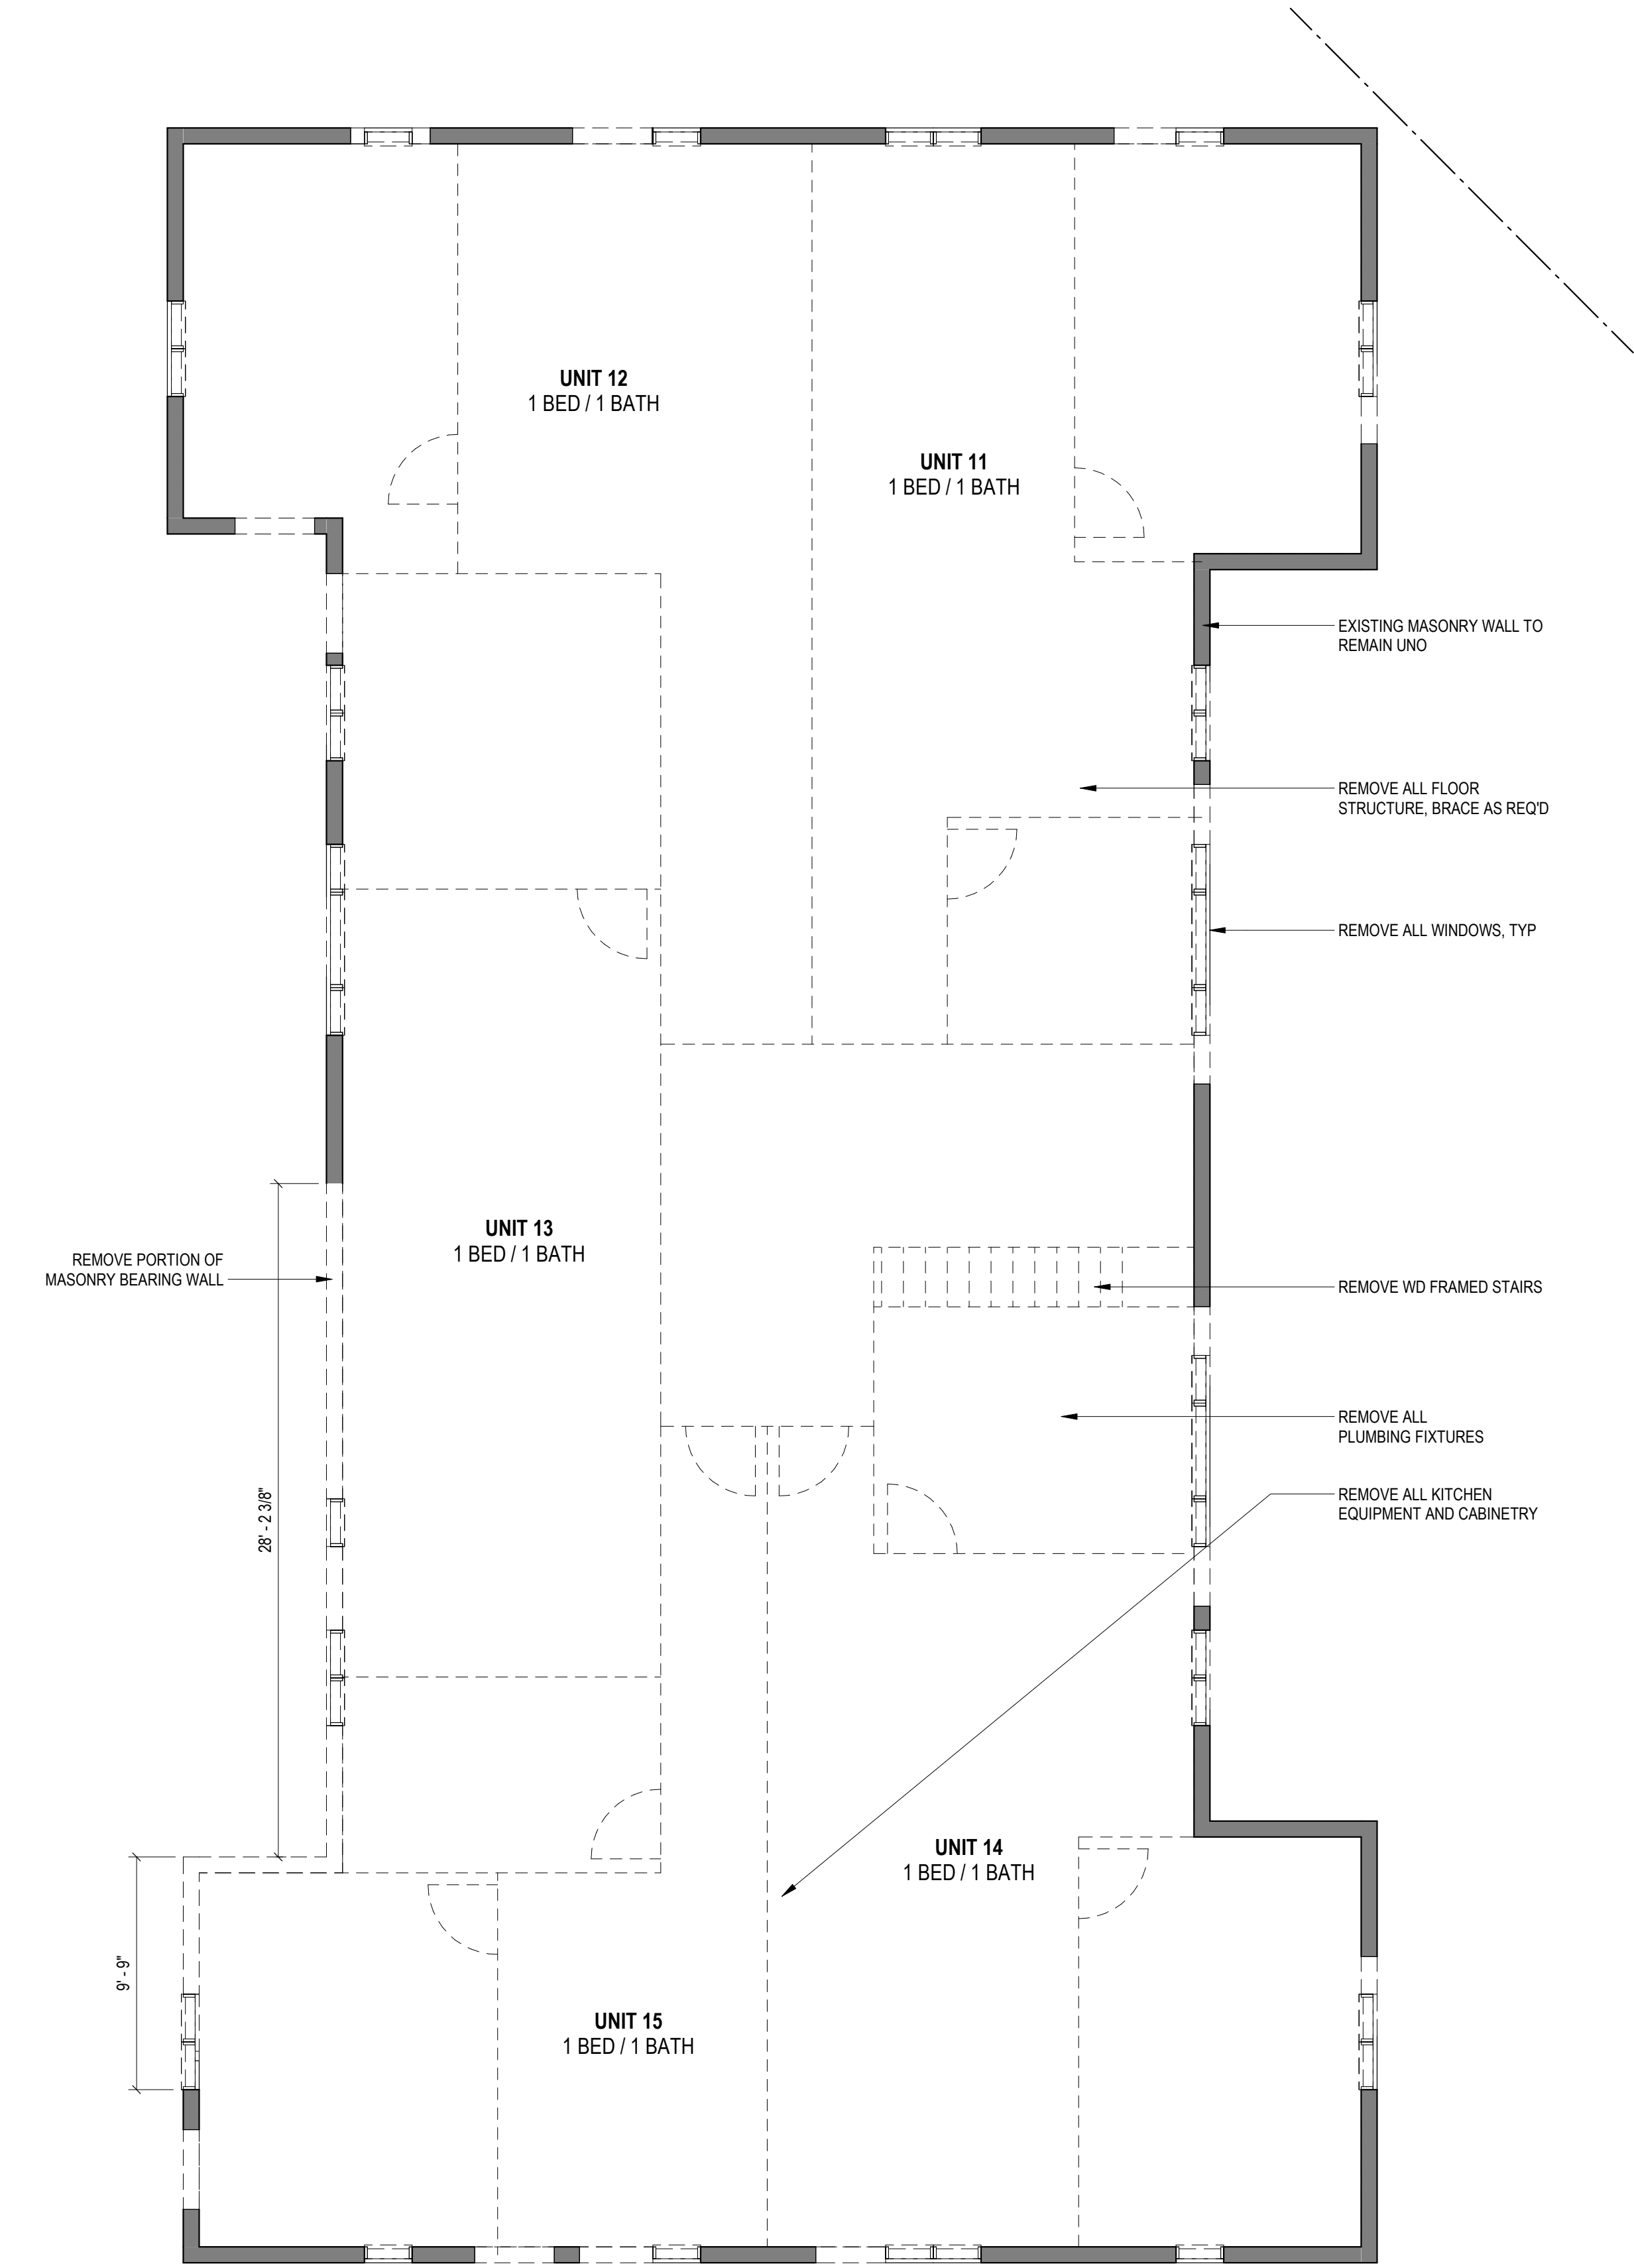 UNIT 12
1 BED / 1 BATH
UNIT 11
1 BED / 1 BATH
EXISTING MASONRY WALL TO
REMAIN UNO
REMOVE ALL FLOOR
STRUCTURE, BRACE AS REQ'D
REMOVE ALL WINDOWS, TYP
UNIT 13
1 BED / 1 BATH
REMOVE PORTION OF
MASONRY BEARING WALL
REMOVE WD FRAMED STAIRS
REMOVE ALL
PLUMBING FIXTURES
REMOVE ALL KITCHEN
EQUIPMENT AND CABINETRY
28' - 2 3/8"
UNIT 14
1 BED / 1 BATH
9' - 9"
UNIT 15
1 BED / 1 BATH